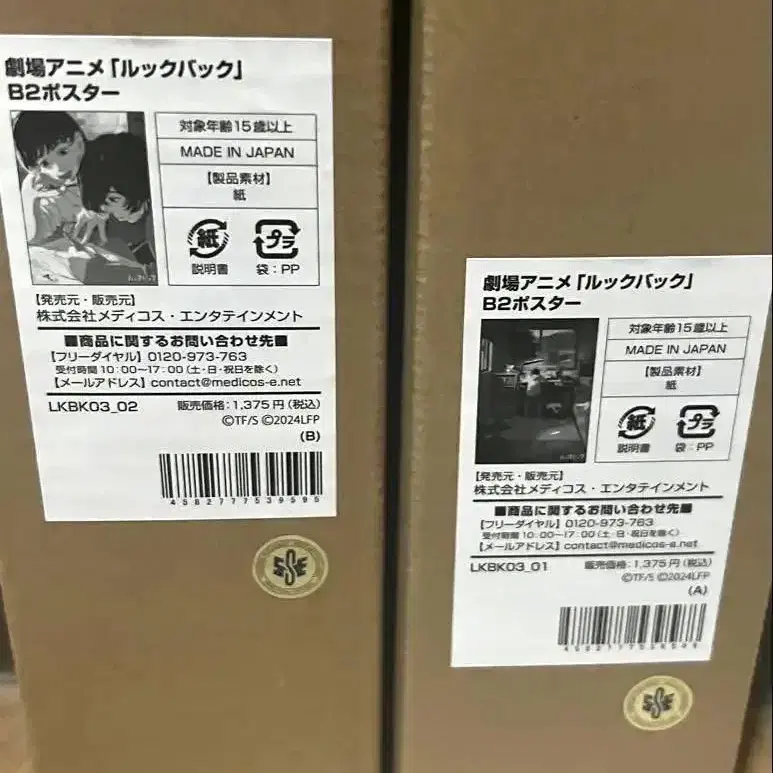 劇場アニメ「ルックバック」
B2ポスター
対象年齢15歳以上
MADE IN JAPAN
【製品素材】
紙
紙
プラ
説明書
袋:PP
【発売元・販売元】
株式会社メディコス・エンタテインメント
■商品に関するお問い合わせ先■
【フリーダイヤル】0120-973-763
受付時間 10:00~17:00(土・日・祝日を除く)
【メールアドレス】contact@medicos-e.net
LKBK03_02 販売価格:1,375円(税込)
©TF/S ©2024LFP
(B)
4582777539595
SSE
劇場アニメ「ルックバック」
B2ポスター
対象年齢15歳以上
MADE IN JAPAN
【製品素材】
紙
紙
プラ
説明書
袋:PP
【発売元・販売元】
株式会社メディコス・エンタテインメント
■商品に関するお問い合わせ先■
【フリーダイヤル】0120-973-763
受付時間 10:00~17:00(土・日・祝日を除く)
【メールアドレス】contact@medicos-e.net
LKBK03_01 販売価格:1,375円(税込)
©TF/S ©2024LFP
(A)
SSE